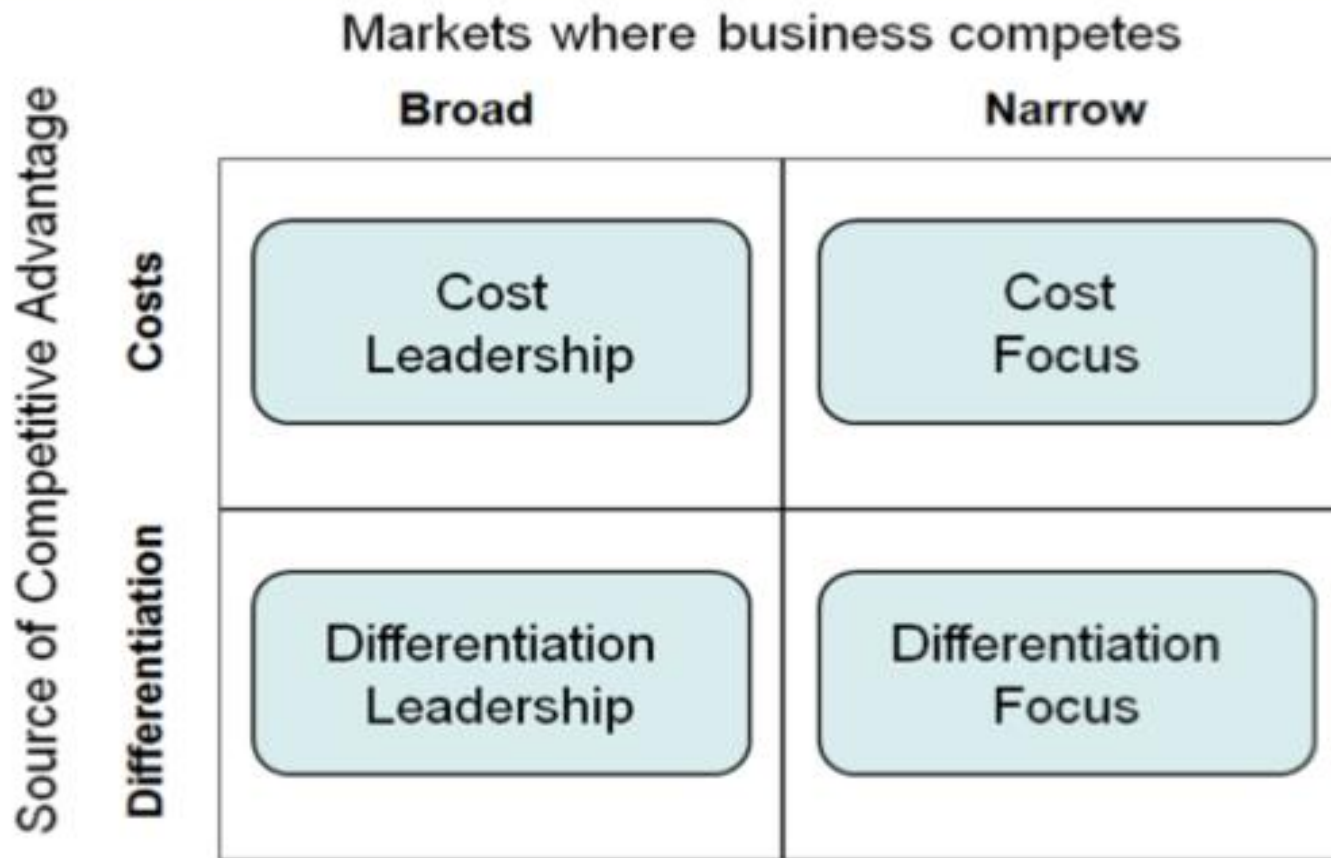 Markets where business competes
Broad
Narrow
Source of Competitive Advantage
Costs
Cost
Leadership
Cost
Focus
Differentiation
Differentiation
Leadership
Differentiation
Focus